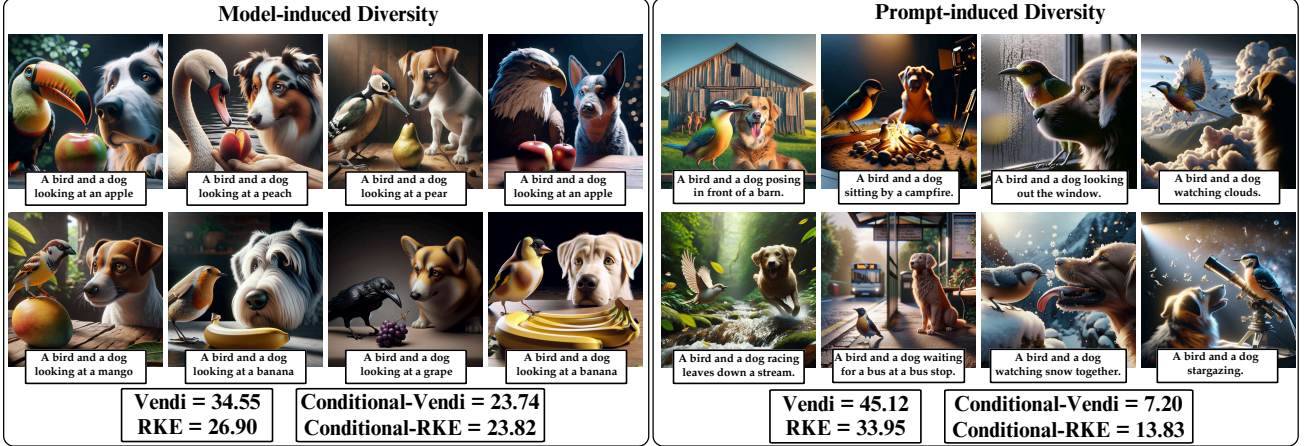 Model-induced Diversity
A bird and a dog
looking at an apple
A bird and a dog
looking at a peach
A bird and a dog
looking at a pear
A bird and a dog
looking at an apple
A bird and a dog
looking at a mango
A bird and a dog
looking at a banana
A bird and a dog
looking at a grape
A bird and a dog
looking at a banana
Vendi = 34.55
RKE = 26.90
Conditional-Vendi = 23.74
Conditional-RKE = 23.82
Prompt-induced Diversity
A bird and a dog posing
in front of a barn.
A bird and a dog
sitting by a campfire.
A bird and a dog looking
out the window.
A bird and a dog
watching clouds.
A bird and a dog racing
leaves down a stream.
A bird and a dog waiting
for a bus at a bus stop.
A bird and a dog
watching snow together.
A bird and a dog
stargazing.
Vendi = 45.12
RKE = 33.95
Conditional-Vendi = 7.20
Conditional-RKE = 13.83